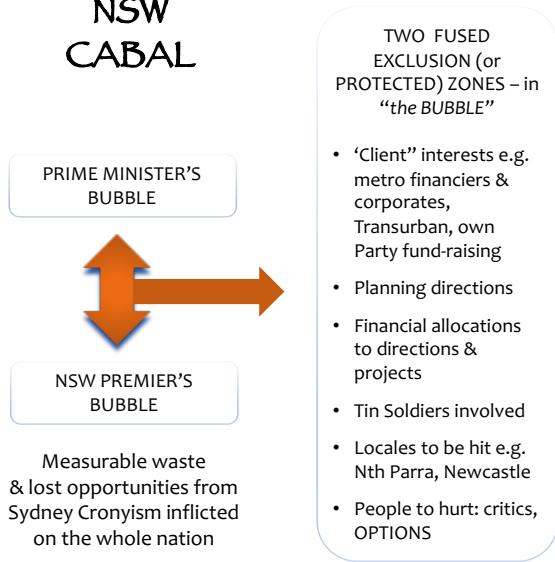 NSW
CABAL
PRIME MINISTER'S
BUBBLE
NSW PREMIER'S
BUBBLE
Measurable waste
& lost opportunities from
Sydney Cronyism inflicted
on the whole nation
TWO FUSED
EXCLUSION (or
PROTECTED) ZONES – in
“the BUBBLE”
• ‘Client” interests e.g.
metro financiers &
corporates,
Transurban, own
Party fund-raising
• Planning directions
• Financial allocations
to directions &
projects
• Tin Soldiers involved
• Locales to be hit e.g.
Nth Parra, Newcastle
• People to hurt: critics,
OPTIONS